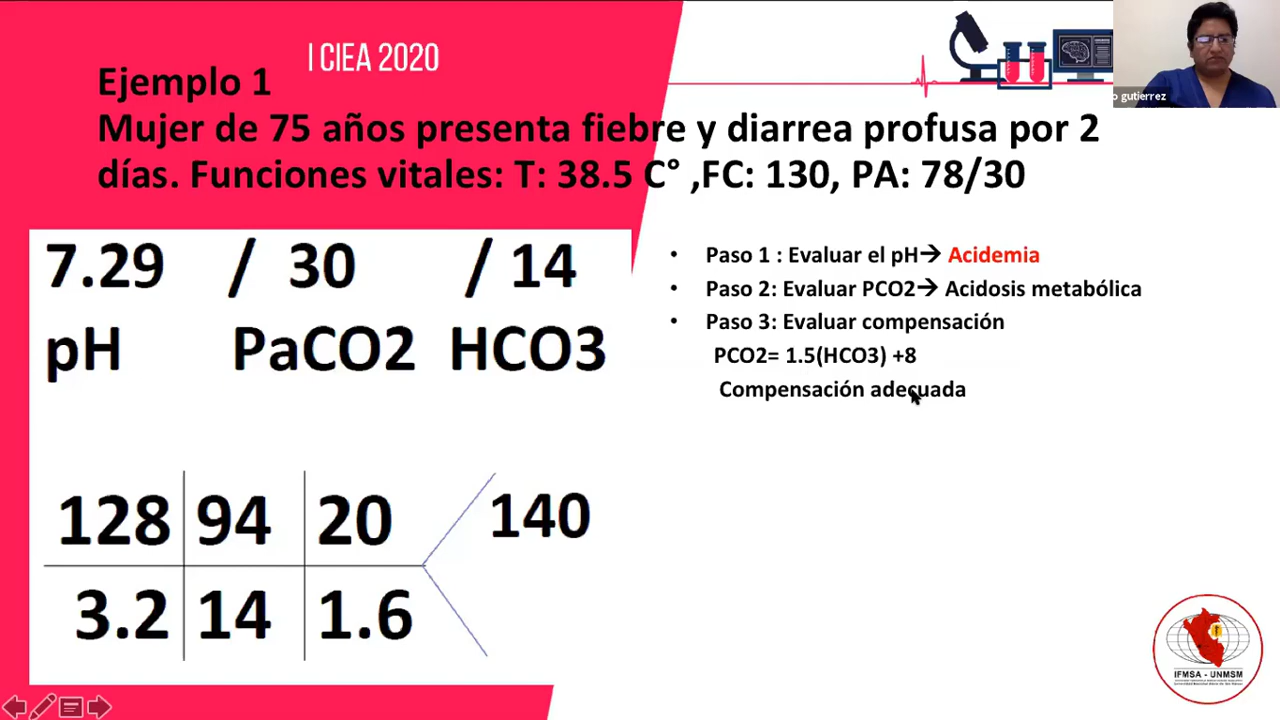 I CIEA 2020
Ejemplo 1
Mujer de 75 años presenta fiebre y diarrea profusa por 2
días. Funciones vitales: T: 38.5 C° ,FC: 130, PA: 78/30
gutierrez
7.29 / 30 / 14
pH PaCO2 HCO3
128 94 20 140
3.2 14 1.6
• Paso 1 : Evaluar el pH→ Acidemia
• Paso 2: Evaluar PCO2→ Acidosis metabólica
• Paso 3: Evaluar compensación
PCO2= 1.5(HCO3) +8
Compensación adecuada
IFMSA - UNMSM